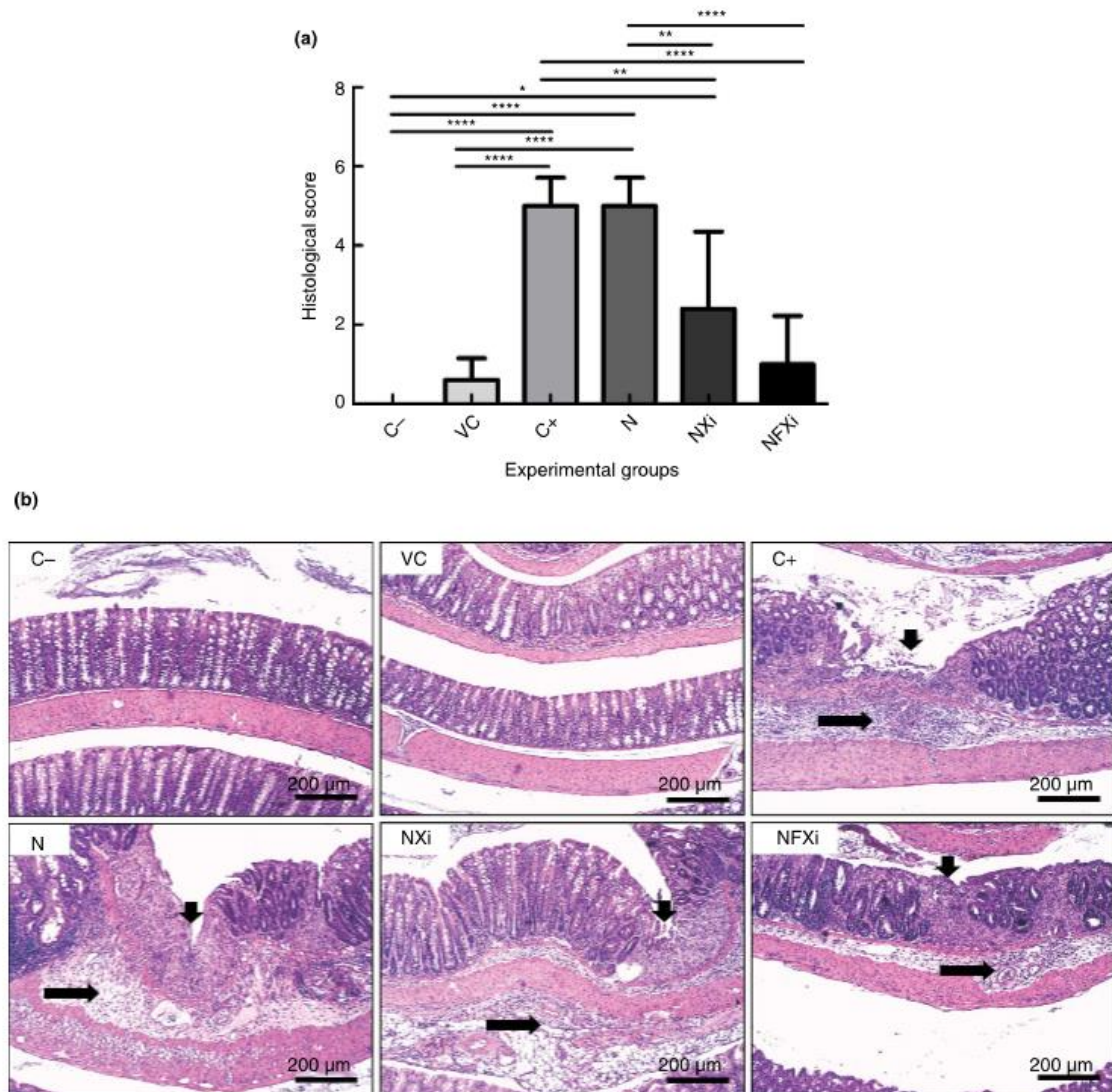 (a)
****
**
****
**
*
****
****
****
****
8
6
4
2
0
Histological score
C– VC C+ N NXi NFXi
Experimental groups
(b)
C– VC C+
200 µm 200 µm 200 µm
N NXi NFXi
200 µm 200 µm 200 µm